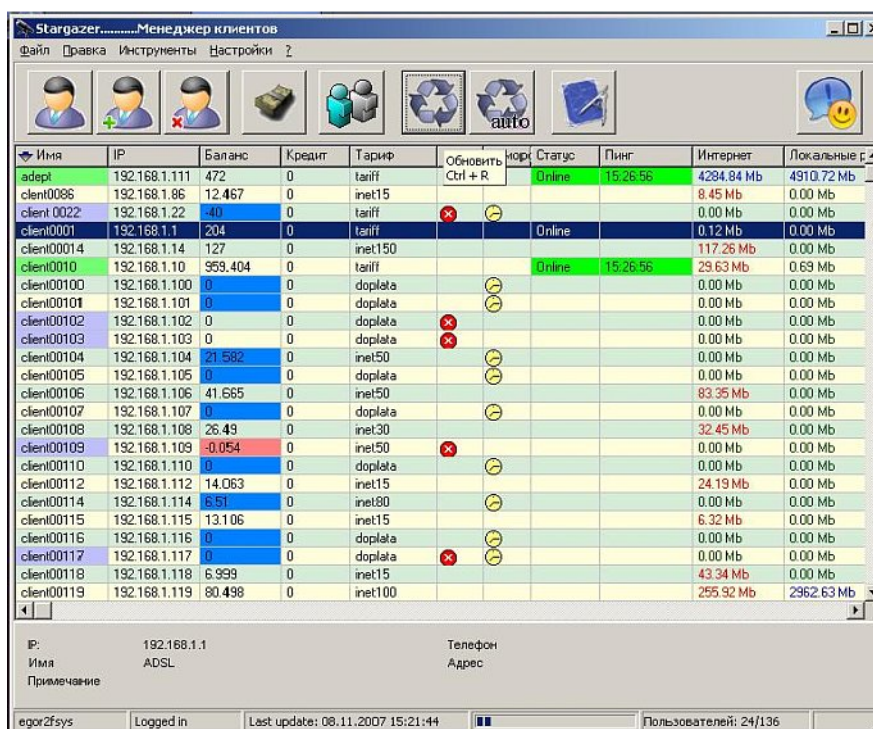 Stargazer...........Менеджер клиентов
Файл Правка Инструменты Настройки ?
auto
Имя IP Баланс Кредит Тариф Статус Пинг Интернет
Обновить
Ctrl + R
adept 192.168.1.111 472 0 tariff Online 15:26:56 4284.84 Mb 4910.72 Mb
clent0086 192.168.1.86 12.467 0 inet15 8.45 Mb 0.00 Mb
client 0022 192.168.1.22 -40 0 tariff 0.00 Mb 0.00 Mb
client0001 192.168.1.1 204 0 tariff Online 0.12 Mb 0.00 Mb
client00014 192.168.1.14 127 0 inet150 117.26 Mb 0.00 Mb
client0010 192.168.1.10 959.404 0 tariff Online 15:26:56 29.63 Mb 0.69 Mb
client00100 192.168.1.100 0 0 doplata 0.00 Mb 0.00 Mb
client00101 192.168.1.101 0 0 doplata 0.00 Mb 0.00 Mb
client00102 192.168.1.102 0 0 doplata 0.00 Mb 0.00 Mb
client00103 192.168.1.103 0 0 doplata 0.00 Mb 0.00 Mb
client00104 192.168.1.104 21.582 0 inet50 0.00 Mb 0.00 Mb
client00105 192.168.1.105 0 0 doplata 0.00 Mb 0.00 Mb
client00106 192.168.1.106 41.665 0 inet50 83.35 Mb 0.00 Mb
client00107 192.168.1.107 0 0 doplata 0.00 Mb 0.00 Mb
client00108 192.168.1.108 26.49 0 inet30 32.45 Mb 0.00 Mb
client00109 192.168.1.109 -0.054 0 inet50 0.00 Mb 0.00 Mb
client00110 192.168.1.110 0 0 doplata 0.00 Mb 0.00 Mb
client00112 192.168.1.112 14.063 0 inet15 24.19 Mb 0.00 Mb
client00114 192.168.1.114 6.51 0 inet80 0.00 Mb 0.00 Mb
client00115 192.168.1.115 13.106 0 inet15 6.32 Mb 0.00 Mb
client00116 192.168.1.116 0 0 doplata 0.00 Mb 0.00 Mb
client00117 192.168.1.117 0 0 doplata 0.00 Mb 0.00 Mb
client00118 192.168.1.118 6.999 0 inet15 43.34 Mb 0.00 Mb
client00119 192.168.1.119 80.498 0 inet100 255.92 Mb 2962.63 Mb
IP: 192.168.1.1 Телефон
Имя ADSL Адрес
Примечание
egor2fsys Logged in Last update: 08.11.2007 15:21:44 Пользователей: 24/136